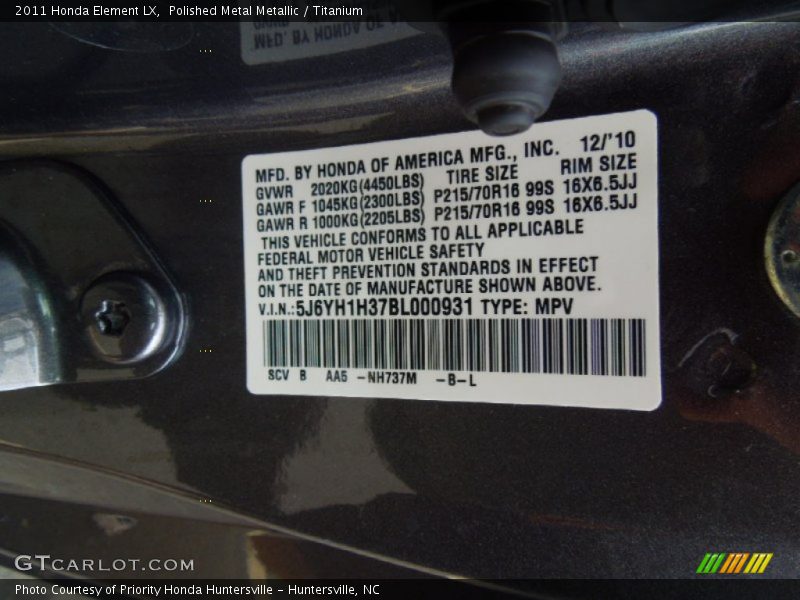 2011 Honda Element LX, Polished Metal Metallic / Titanium
MFD. BY HONDA OF
MFD. BY HONDA OF AMERICA MFG., INC. 12/'10
GVWR 2020KG(4450LBS) TIRE SIZE RIM SIZE
GAWR F 1045KG(2300LBS) P215/70R16 99S 16X6.5JJ
GAWR R 1000KG(2205LBS) P215/70R16 99S 16X6.5JJ
THIS VEHICLE CONFORMS TO ALL APPLICABLE
FEDERAL MOTOR VEHICLE SAFETY
AND THEFT PREVENTION STANDARDS IN EFFECT
ON THE DATE OF MANUFACTURE SHOWN ABOVE.
V.I.N.:5J6YH1H37BL000931 TYPE: MPV
SCV B AA5 -NH737M -B-L
GTCARLOT.COM
Photo Courtesy of Priority Honda Huntersville - Huntersville, NC